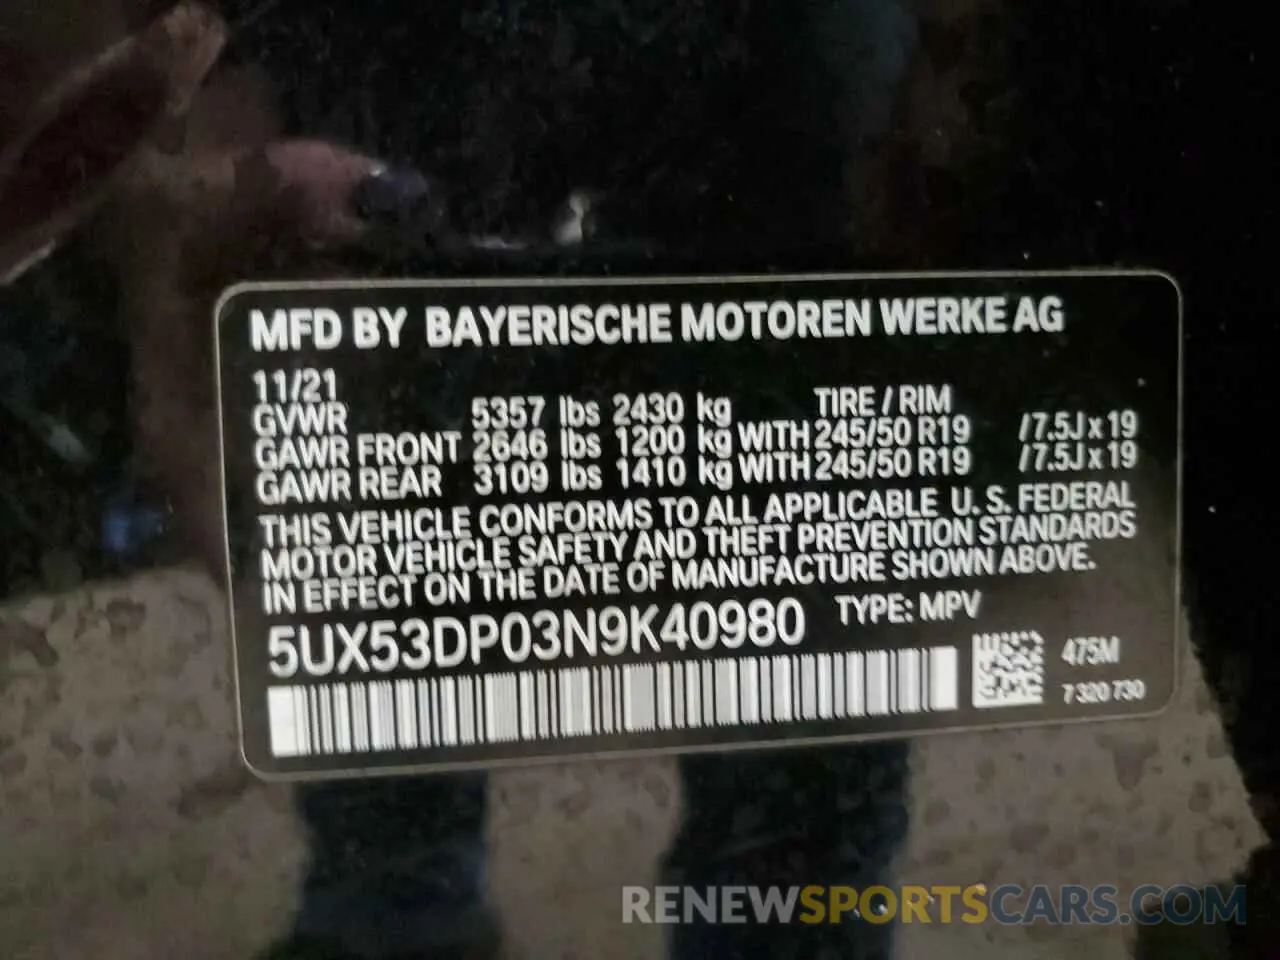 MFD BY BAYERISCHE MOTOREN WERKE AG
11/21
GVWR 5357 lbs 2430 kg TIRE / RIM
GAWR FRONT 2646 lbs 1200 kg WITH 245/50 R19 /7.5J x 19
GAWR REAR 3109 lbs 1410 kg WITH 245/50 R19 /7.5J x 19
THIS VEHICLE CONFORMS TO ALL APPLICABLE U. S. FEDERAL
MOTOR VEHICLE SAFETY AND THEFT PREVENTION STANDARDS
IN EFFECT ON THE DATE OF MANUFACTURE SHOWN ABOVE.
5UX53DP03N9K40980 TYPE: MPV
475M
7 320 730
RENEWSPORTSCARS.COM